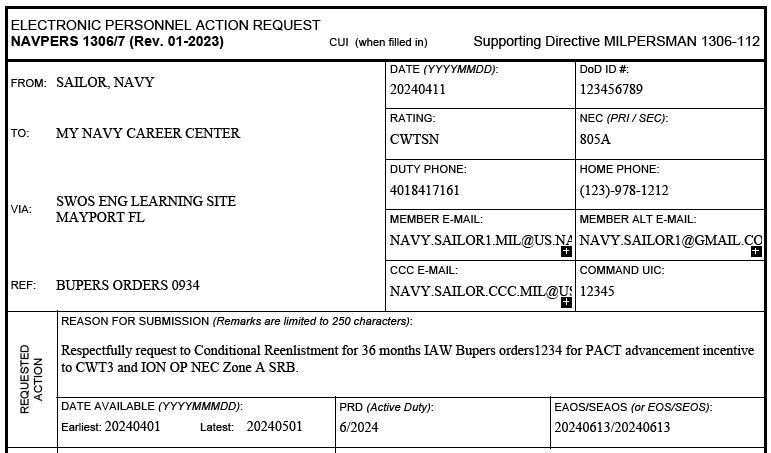 ELECTRONIC PERSONNEL ACTION REQUEST
NAVPERS 1306/7 (Rev. 01-2023) CUI (when filled in) Supporting Directive MILPERSMAN 1306-112
FROM: SAILOR, NAVY
DATE (YYYYMMDD):
20240411
DoD ID #:
123456789
TO: MY NAVY CAREER CENTER
RATING:
CWTSN
NEC (PRI / SEC):
805A
VIA: SWOS ENG LEARNING SITE
MAYPORT FL
DUTY PHONE:
4018417161
HOME PHONE:
(123)-978-1212
MEMBER E-MAIL:
NAVY.SAILOR1.MIL@US.NA
MEMBER ALT E-MAIL:
NAVY.SAILOR1@GMAIL.CO
REF: BUPERS ORDERS 0934
CCC E-MAIL:
NAVY.SAILOR.CCC.MIL@US
COMMAND UIC:
12345
REQUESTED
ACTION
REASON FOR SUBMISSION (Remarks are limited to 250 characters):
Respectfully request to Conditional Reenlistment for 36 months IAW Bupers orders1234 for PACT advancement incentive
to CWT3 and ION OP NEC Zone A SRB.
DATE AVAILABLE (YYYYMMMDD):
Earliest: 20240401 Latest: 20240501
PRD (Active Duty):
6/2024
EAOS/SEAOS (or EOS/SEOS):
20240613/20240613